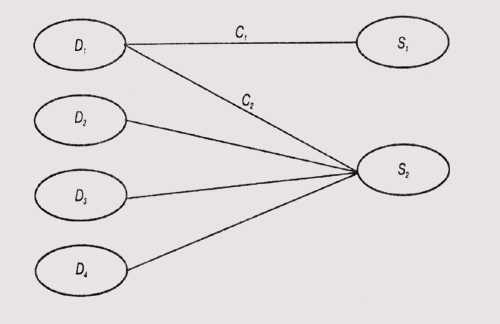 C₁
D₁
S₁
C₂
D₂
S₂
D₃
D₄